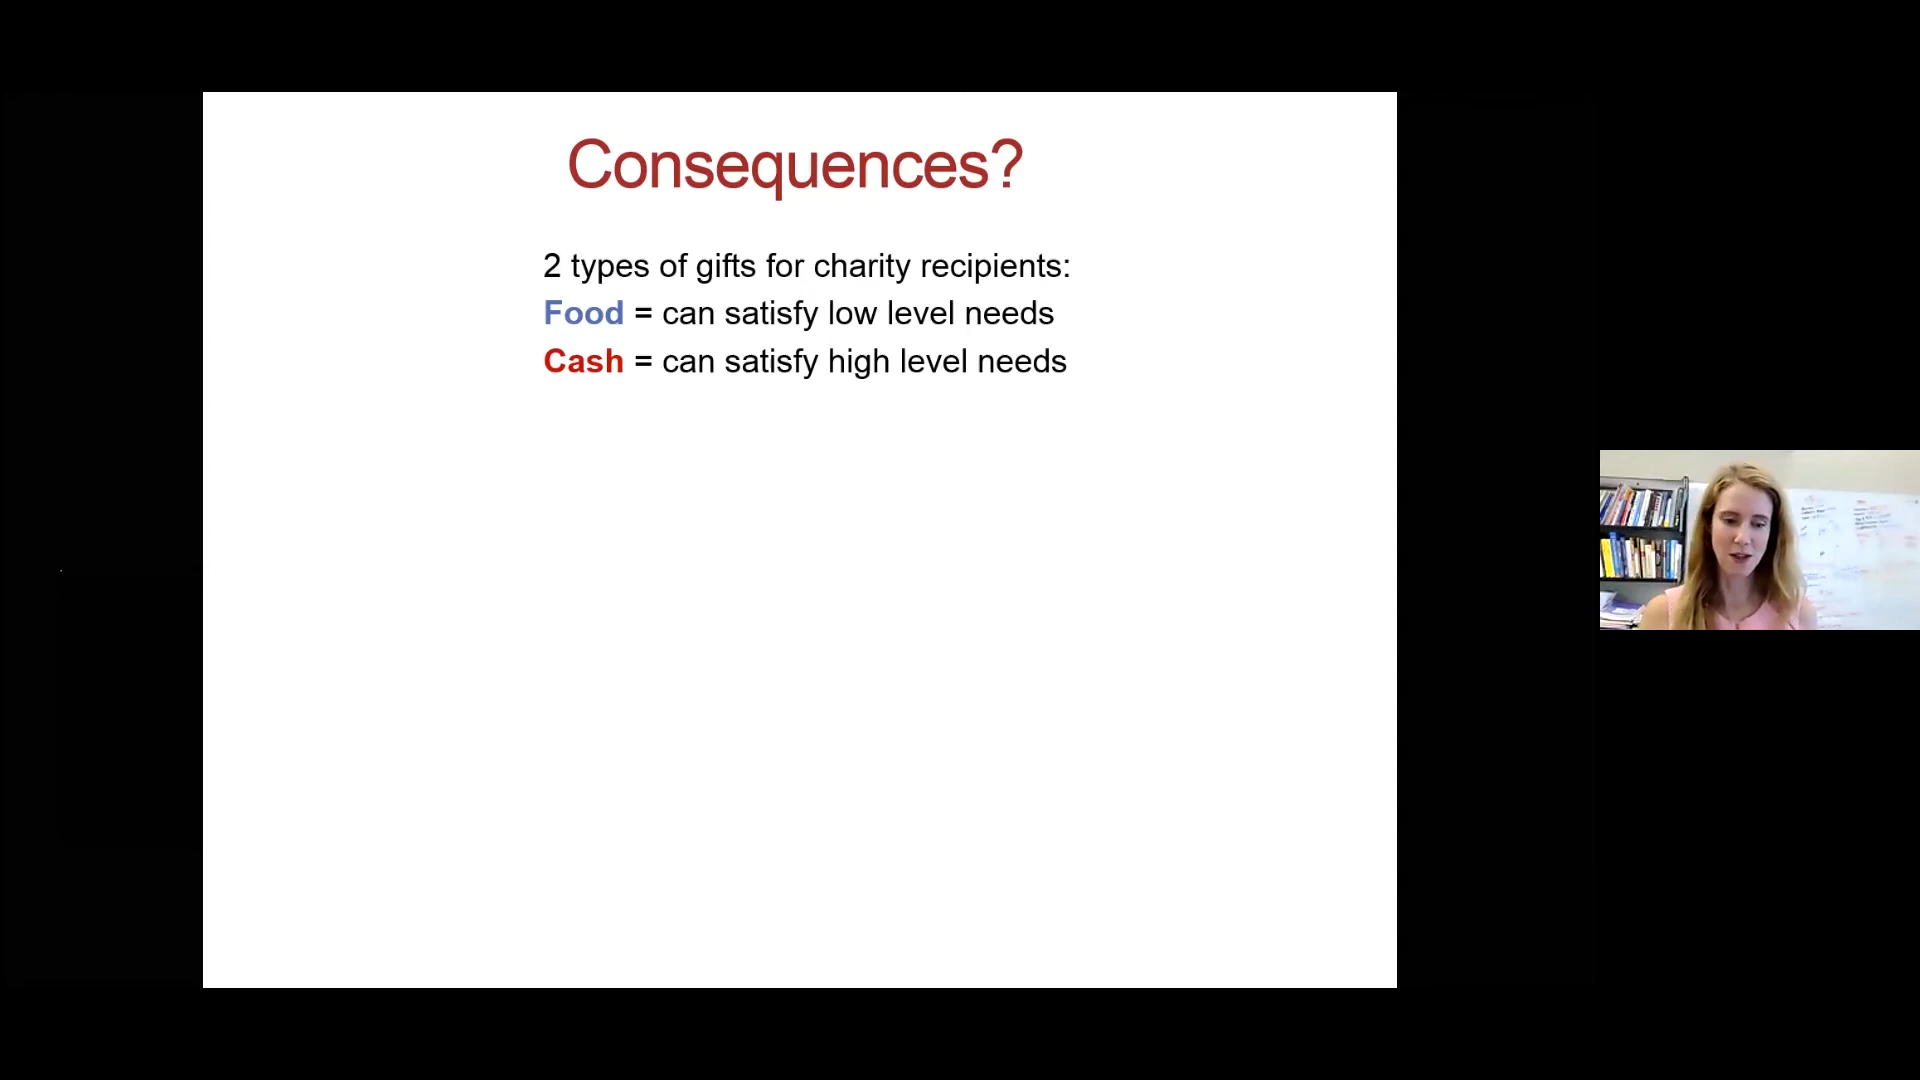 Consequences?
2 types of gifts for charity recipients:
Food = can satisfy low level needs
Cash = can satisfy high level needs